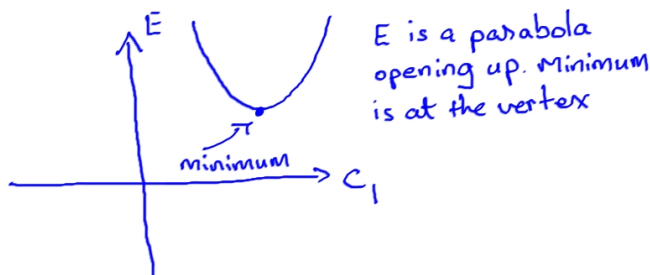 E
E is a parabola
opening up. Minimum
is at the vertex
minimum
C₁